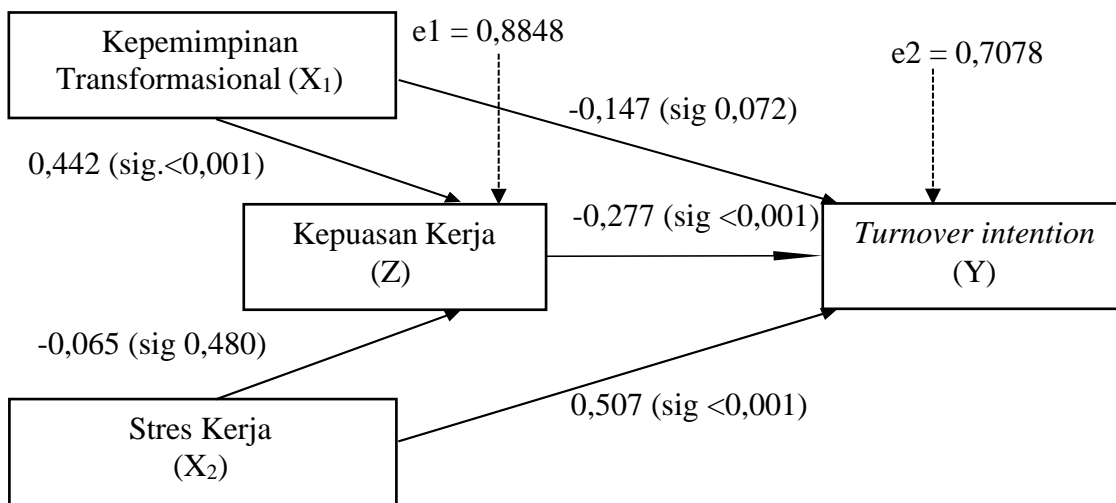 Kepemimpinan
Transformasional (X₁)
e1 = 0,8848
e2 = 0,7078
-0,147 (sig 0,072)
0,442 (sig.<0,001)
-0,277 (sig <0,001)
Kepuasan Kerja
(Z)
Turnover intention
(Y)
-0,065 (sig 0,480)
0,507 (sig <0,001)
Stres Kerja
(X₂)